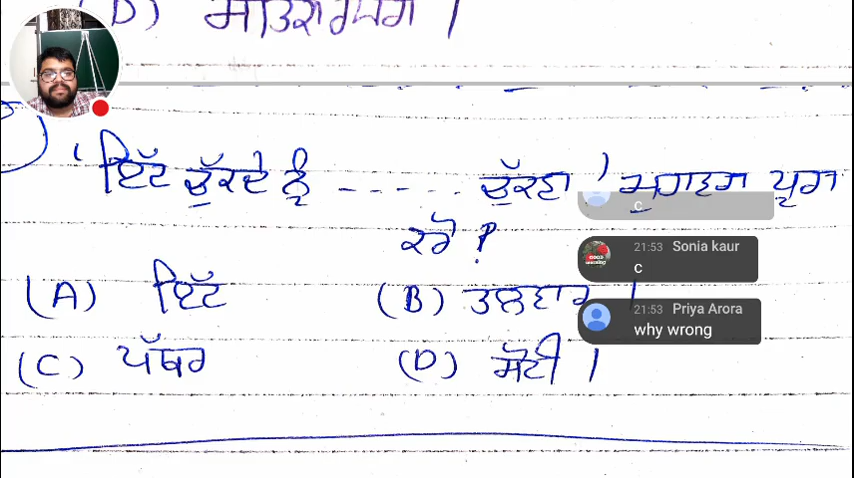 (D)
'ਇੱਟ ਚੁੱਕਦੇ ਨੂੰ ----- ਚੁੱਕਣਾ' ਮੁਹਾਵਰਾ ਪੂਰਾ
ਕਰੋ ?
c
21:53 Sonia kaur
c
(A) ਇੱਟ (B) ਤਲਵਾਰ
21:53 Priya Arora
why wrong
(C) ਪੱਥਰ (D) ਸੋਟੀ ।